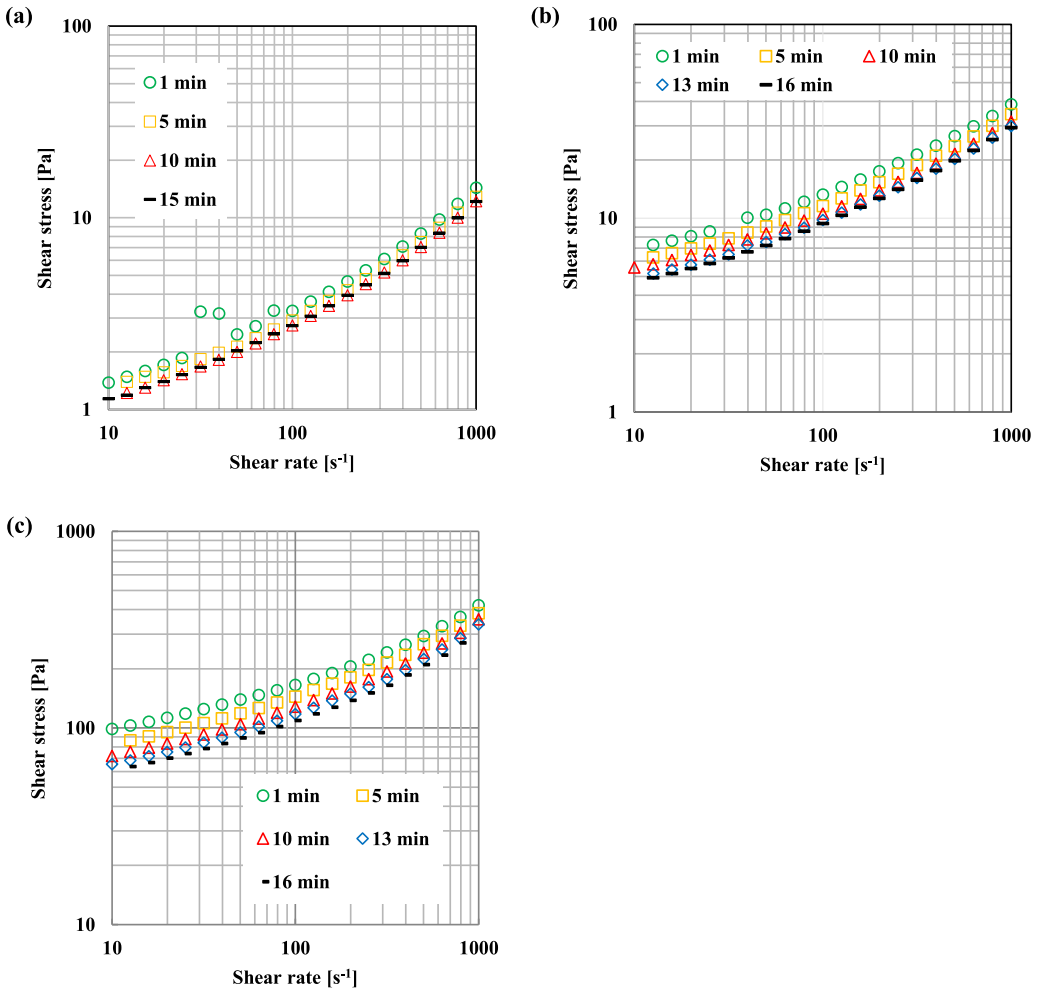 (a)
100
10
1
Shear stress [Pa]
1 min
5 min
10 min
15 min
10 100 1000
Shear rate [s⁻¹]
(b)
100
10
1
Shear stress [Pa]
1 min 5 min 10 min
13 min 16 min
10 100 1000
Shear rate [s⁻¹]
(c)
1000
100
10
Shear stress [Pa]
1 min 5 min
10 min 13 min
16 min
10 100 1000
Shear rate [s⁻¹]